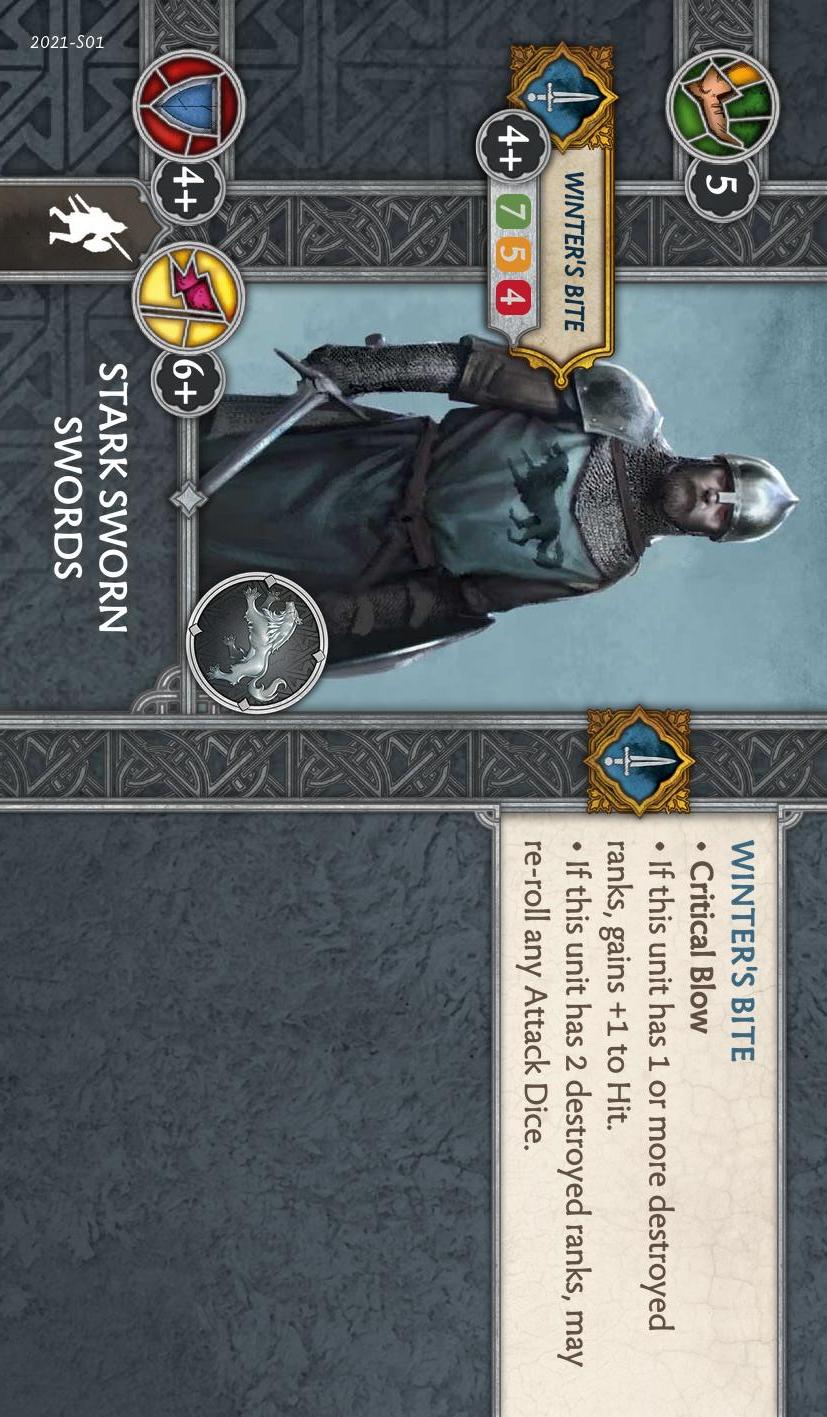 2021-S01
5
WINTER'S BITE
4+
7 5 4
4+
6+
STARK SWORN
SWORDS
WINTER'S BITE
• Critical Blow
• If this unit has 1 or more destroyed
ranks, gains +1 to Hit.
• If this unit has 2 destroyed ranks, may
re-roll any Attack Dice.